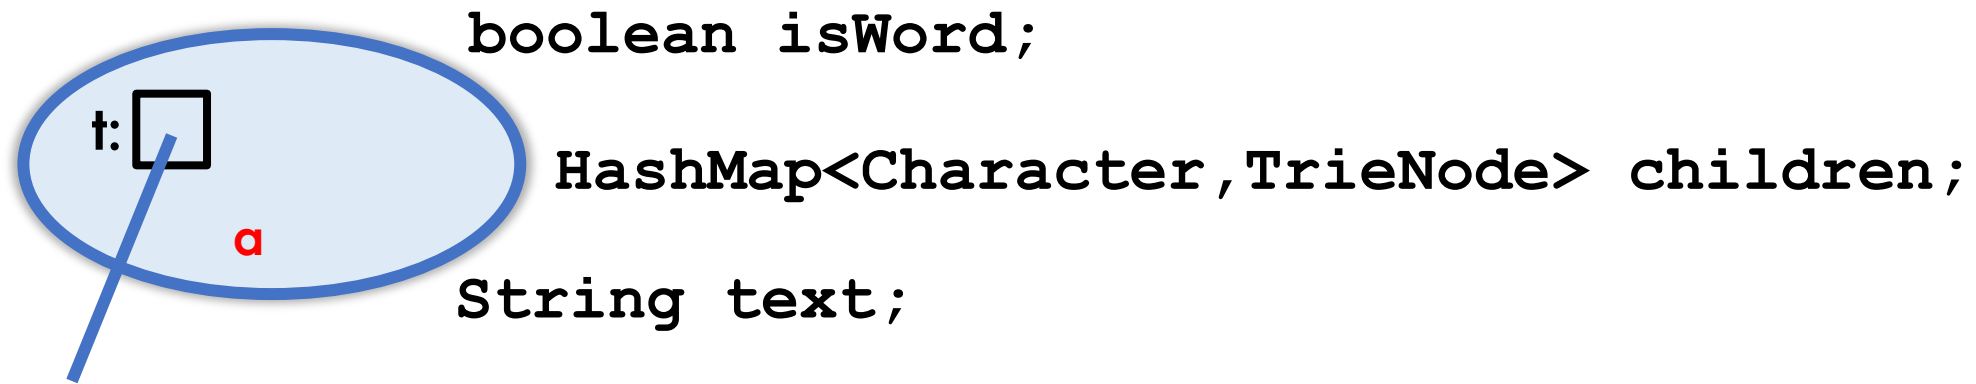 boolean isWord;
t:
HashMap<Character,TrieNode> children;
a
String text;